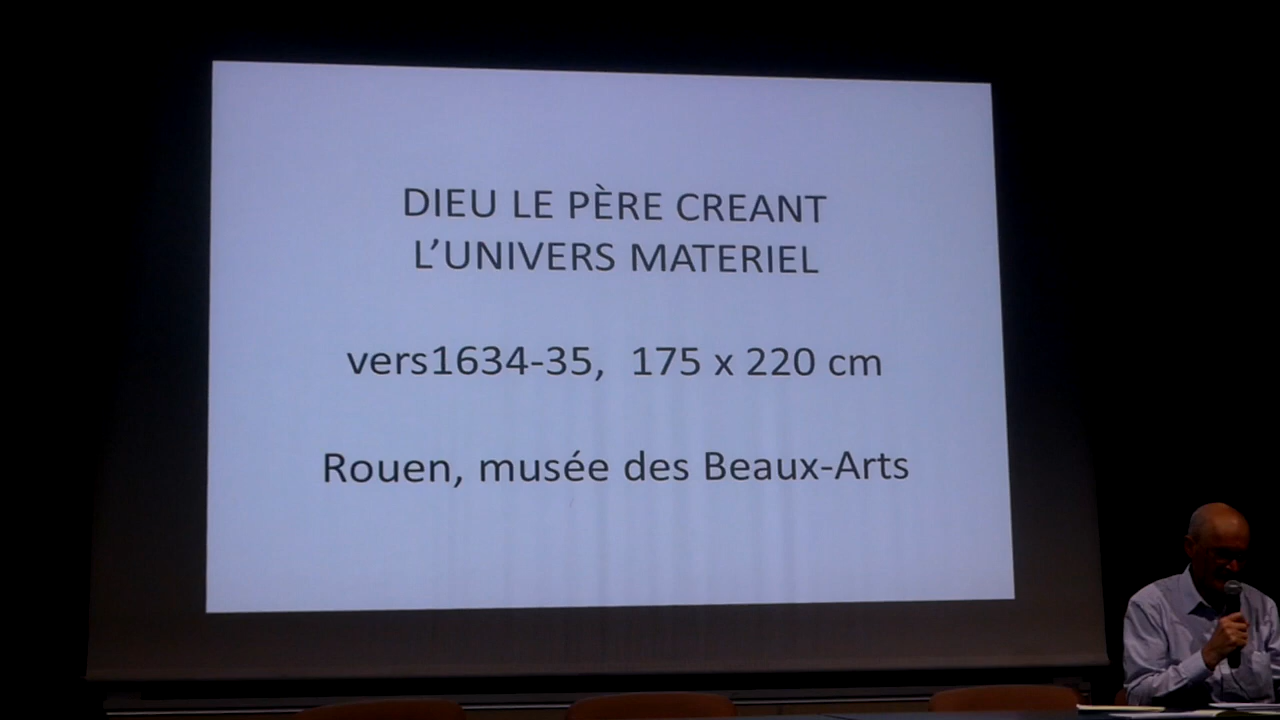 DIEU LE PÈRE CREANT
L’UNIVERS MATERIEL
vers1634-35, 175 x 220 cm
Rouen, musée des Beaux-Arts